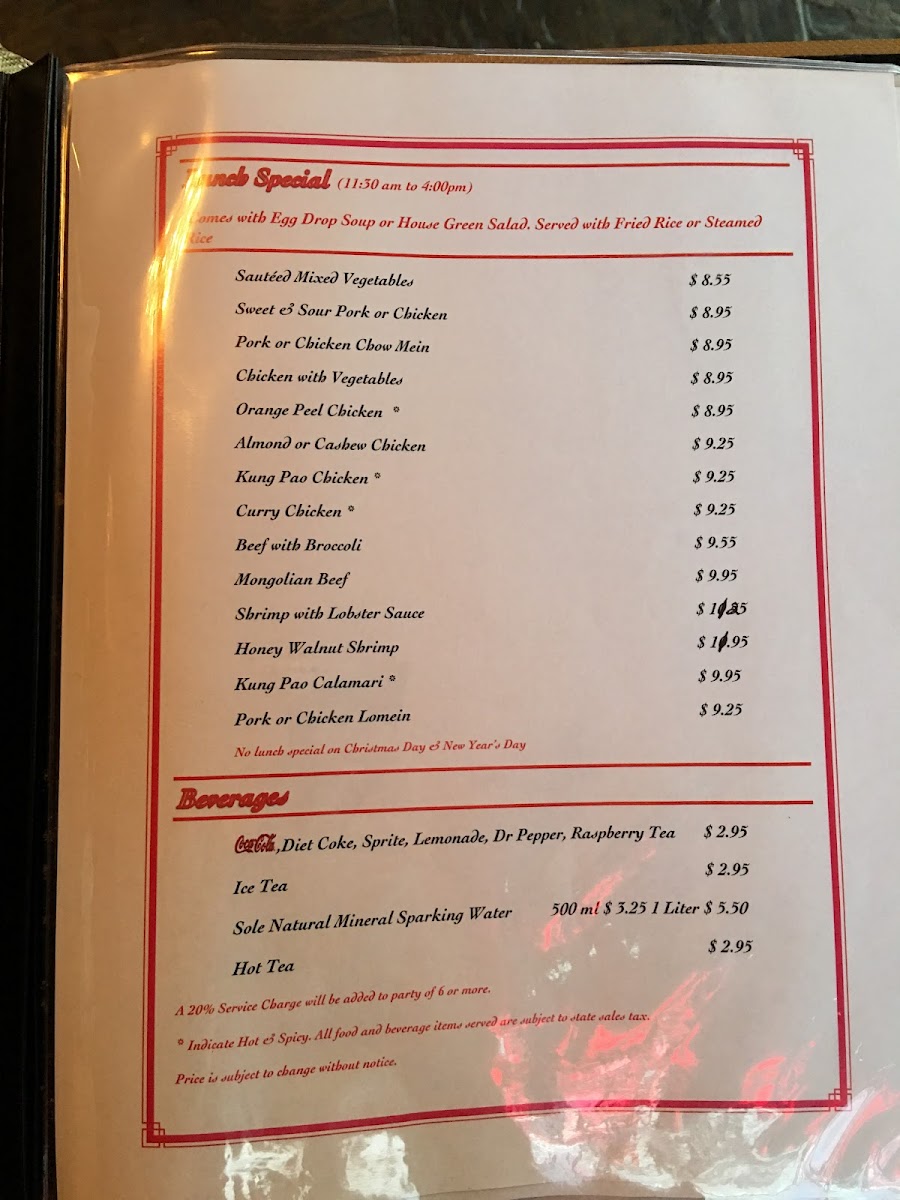 Lunch Special (11:30 am to 4:00pm)
Comes with Egg Drop Soup or House Green Salad. Served with Fried Rice or Steamed
Rice
Sautéed Mixed Vegetables $ 8.55
Sweet & Sour Pork or Chicken $ 8.95
Pork or Chicken Chow Mein $ 8.95
Chicken with Vegetables $ 8.95
Orange Peel Chicken * $ 8.95
Almond or Cashew Chicken $ 9.25
Kung Pao Chicken * $ 9.25
Curry Chicken * $ 9.25
Beef with Broccoli $ 9.55
Mongolian Beef $ 9.95
Shrimp with Lobster Sauce $
Honey Walnut Shrimp $
Kung Pao Calamari * $ 9.95
Pork or Chicken Lomein $ 9.25
No lunch special on Christmas Day & New Year's Day
Beverages
Coca-Cola, Diet Coke, Sprite, Lemonade, Dr Pepper, Raspberry Tea $ 2.95
Ice Tea $ 2.95
Sole Natural Mineral Sparking Water 500 ml $ 3.25 1 Liter $ 5.50
Hot Tea $ 2.95
A 20% Service Charge will be added to party of 6 or more.
* Indicate Hot & Spicy. All food and beverage items served are subject to state sales tax.
Price is subject to change without notice.